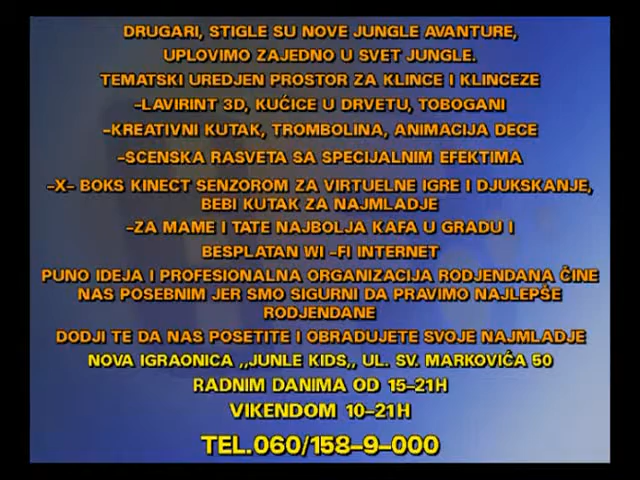 DRUGARI, STIGLE SU NOVE JUNGLE AVANTURE,
UPLOVIMO ZAJEDNO U SVET JUNGLE.
TEMATSKI UREDJEN PROSTOR ZA KLINCE I KLINCEZE
-LAVIRINT 3D, KUĆICE U DRVETU, TOBOGANI
-KREATIVNI KUTAK, TROMBOLINA, ANIMACIJA DECE
-SCENSKA RASVETA SA SPECIJALNIM EFEKTIMA
-X- BOKS KINECT SENZOROM ZA VIRTUELNE IGRE I DJUKSKANJE,
BEBI KUTAK ZA NAJMLADJE
-ZA MAME I TATE NAJBOLJA KAFA U GRADU I
BESPLATAN WI -FI INTERNET
PUNO IDEJA I PROFESIONALNA ORGANIZACIJA RODJENDANA ČINE
NAS POSEBNIM JER SMO SIGURNI DA PRAVIMO NAJLEPŠE
RODJENDANE
DODJI TE DA NAS POSETITE I OBRADUJETE SVOJE NAJMLADJE
NOVA IGRAONICA ,,JUNLE KIDS,, UL. SV. MARKOVIĆA 50
RADNIM DANIMA OD 15-21H
VIKENDOM 10-21H
TEL.060/158-9-000